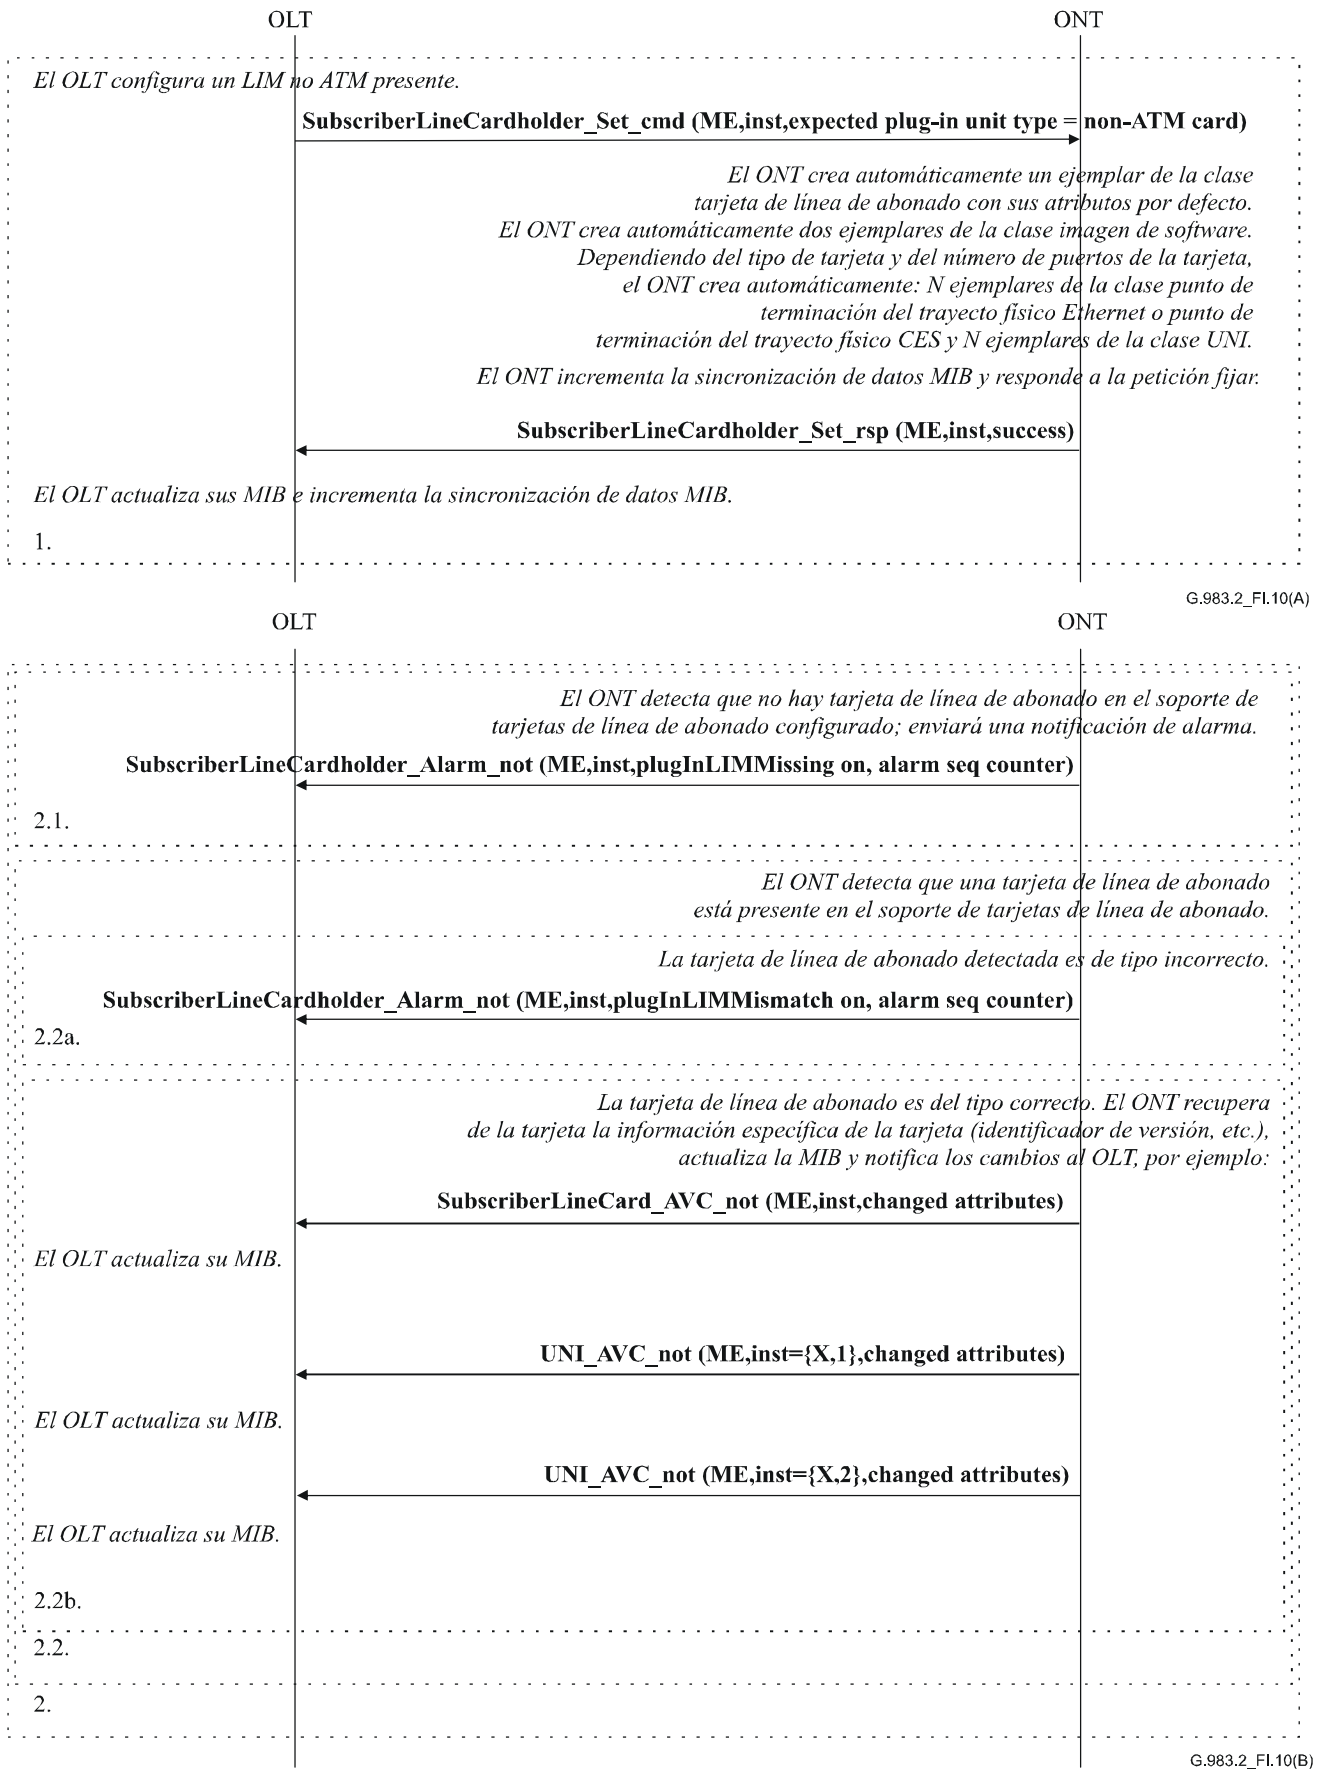 OLT
ONT
El OLT configura un LIM no ATM presente.
SubscriberLineCardholder_Set_cmd (ME,inst,expected plug-in unit type = non-ATM card)
El ONT crea automáticamente un ejemplar de la clase
tarjeta de línea de abonado con sus atributos por defecto.
El ONT crea automáticamente dos ejemplares de la clase imagen de software.
Dependiendo del tipo de tarjeta y del número de puertos de la tarjeta,
el ONT crea automáticamente: N ejemplares de la clase punto de
terminación del trayecto físico Ethernet o punto de
terminación del trayecto físico CES y N ejemplares de la clase UNI.
El ONT incrementa la sincronización de datos MIB y responde a la petición fijar.
SubscriberLineCardholder_Set_rsp (ME,inst,success)
El OLT actualiza sus MIB e incrementa la sincronización de datos MIB.
1.
G.983.2_FI.10(A)
OLT
ONT
El ONT detecta que no hay tarjeta de línea de abonado en el soporte de
tarjetas de línea de abonado configurado; enviará una notificación de alarma.
SubscriberLineCardholder_Alarm_not (ME,inst,plugInLIMMissing on, alarm seq counter)
2.1.
El ONT detecta que una tarjeta de línea de abonado
está presente en el soporte de tarjetas de línea de abonado.
La tarjeta de línea de abonado detectada es de tipo incorrecto.
SubscriberLineCardholder_Alarm_not (ME,inst,plugInLIMMismatch on, alarm seq counter)
2.2a.
La tarjeta de línea de abonado es del tipo correcto. El ONT recupera
de la tarjeta la información específica de la tarjeta (identificador de versión, etc.),
actualiza la MIB y notifica los cambios al OLT, por ejemplo:
SubscriberLineCard_AVC_not (ME,inst,changed attributes)
El OLT actualiza su MIB.
UNI_AVC_not (ME,inst={X,1},changed attributes)
El OLT actualiza su MIB.
UNI_AVC_not (ME,inst={X,2},changed attributes)
El OLT actualiza su MIB.
2.2b.
2.2.
2.
G.983.2_FI.10(B)